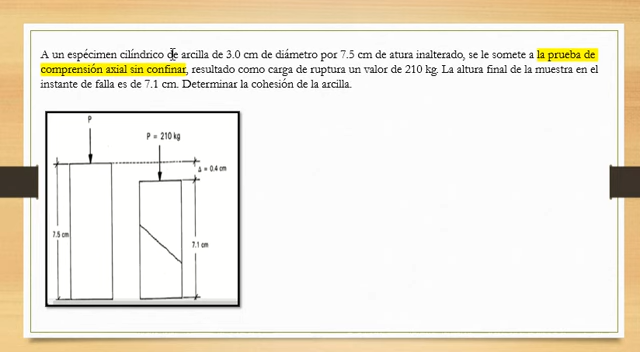 A un espécimen cilíndrico de arcilla de 3.0 cm de diámetro por 7.5 cm de atura inalterado, se le somete a la prueba de
comprensión axial sin confinar, resultado como carga de ruptura un valor de 210 kg. La altura final de la muestra en el
instante de falla es de 7.1 cm. Determinar la cohesión de la arcilla.
P
P = 210 kg
Δ = 0.4 cm
7.5 cm
7.1 cm